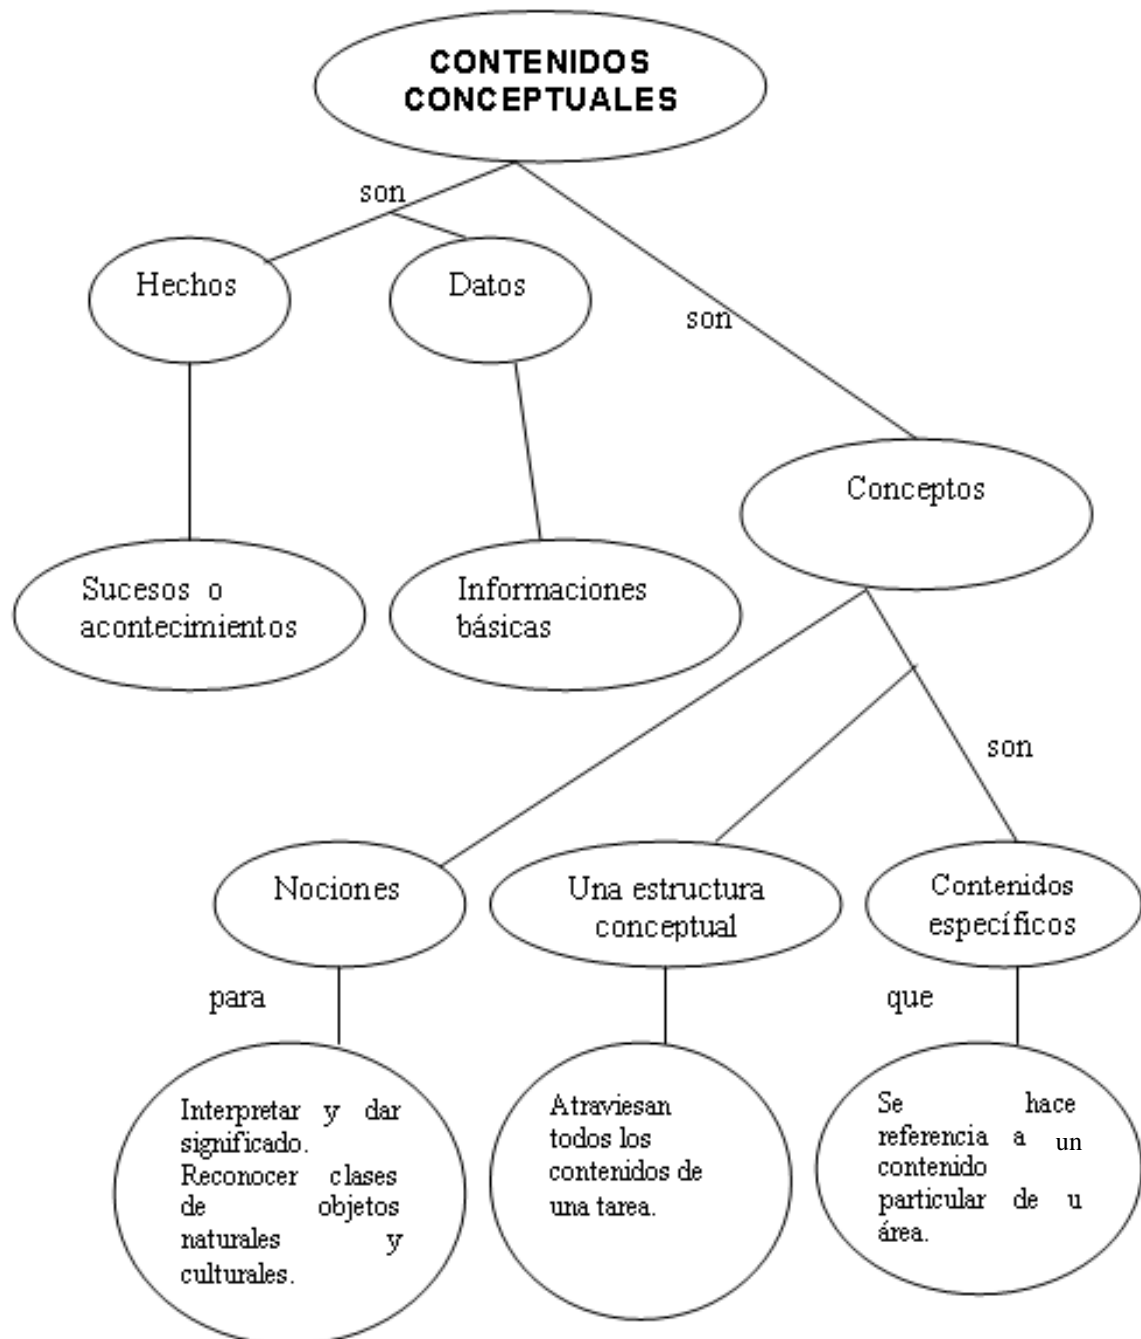 CONTENIDOS
CONCEPTUALES
son
Hechos
Datos
son
Conceptos
Sucesos o
acontecimientos
Informaciones
básicas
son
Nociones
Una estructura
conceptual
Contenidos
específicos
para
que
Interpretar y dar
significado.
Reconocer clases
de objetos
naturales y
culturales.
Atraviesan
todos los
contenidos de
una tarea.
Se hace
referencia a un
contenido
particular de u
área.